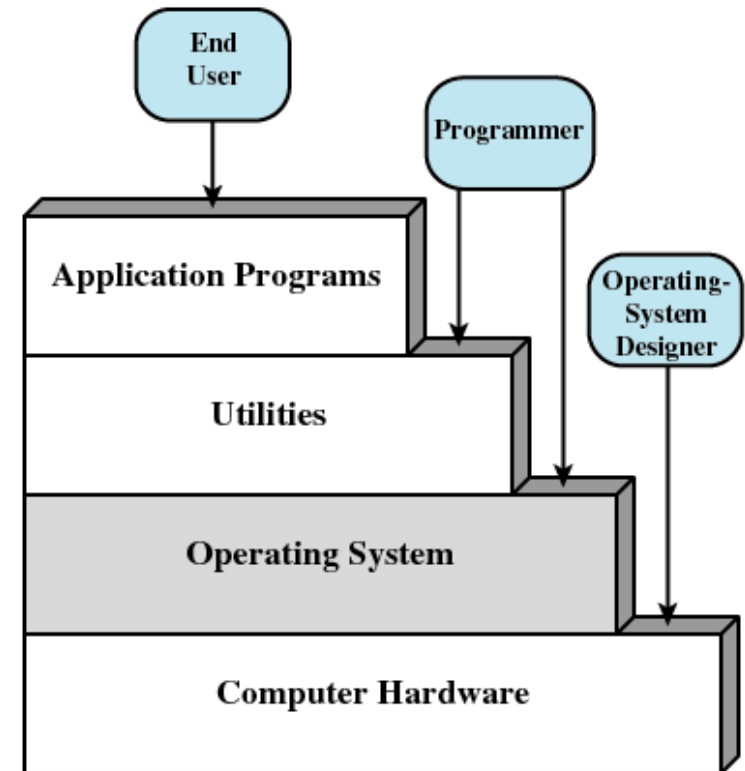 End
User
Programmer
Operating-
System
Designer
Application Programs
Utilities
Operating System
Computer Hardware